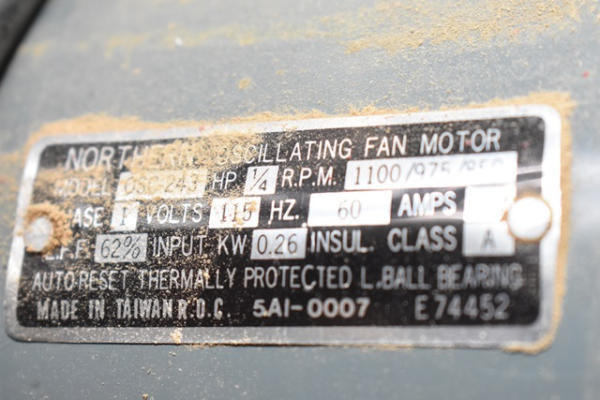 NORTHERN OSCILLATING FAN MOTOR
MODEL OSC-243 HP 1/4 R.P.M. 1100/975/850
PHASE 1 VOLTS 115 HZ. 60 AMPS
EFF 62% INPUT KW 0.26 INSUL. CLASS A
AUTO-RESET THERMALLY PROTECTED L.BALL BEARING
MADE IN TAIWAN R.O.C. 5AI-0007 E74452